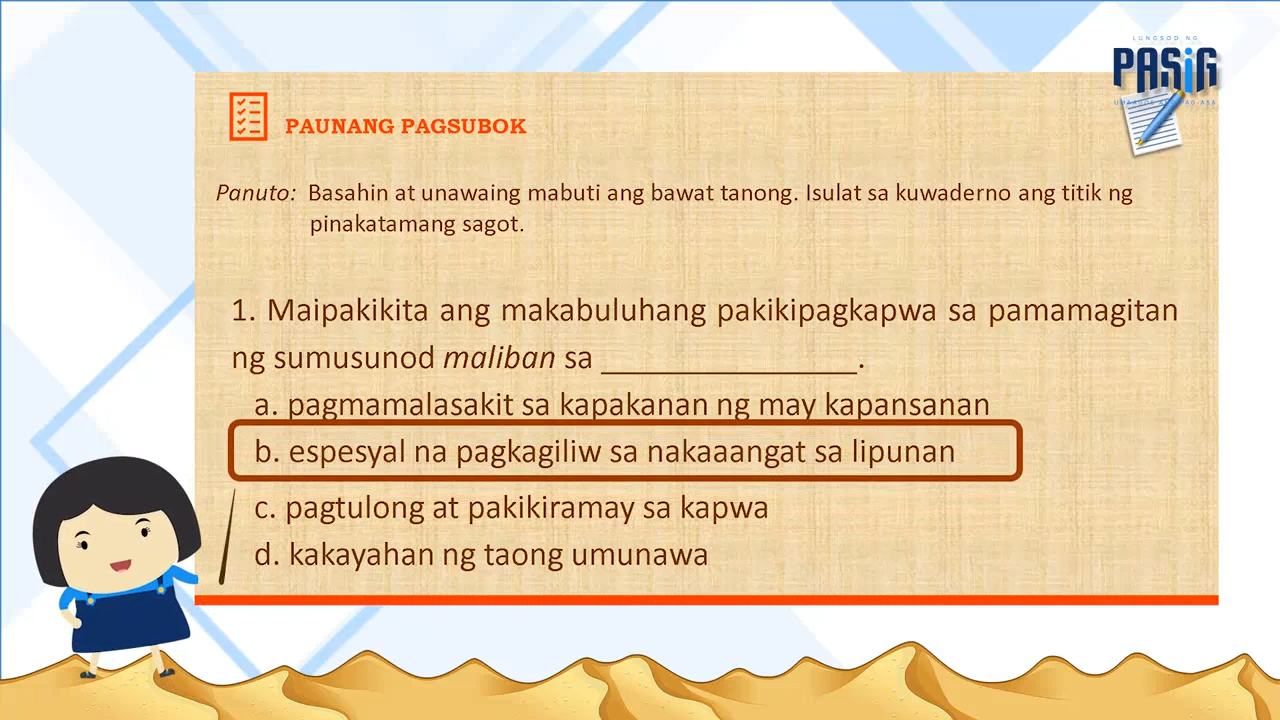 LUNGSOD NG
PASiG
PAUNANG PAGSUBOK
Panuto: Basahin at unawaing mabuti ang bawat tanong. Isulat sa kuwaderno ang titik ng
pinakatamang sagot.
1. Maipakikita ang makabuluhang pakikipagkapwa sa pamamagitan
ng sumusunod maliban sa ________________.
a. pagmamalasakit sa kapakanan ng may kapansanan
b. espesyal na pagkagiliw sa nakaaangat sa lipunan
c. pagtulong at pakikiramay sa kapwa
d. kakayahan ng taong umunawa